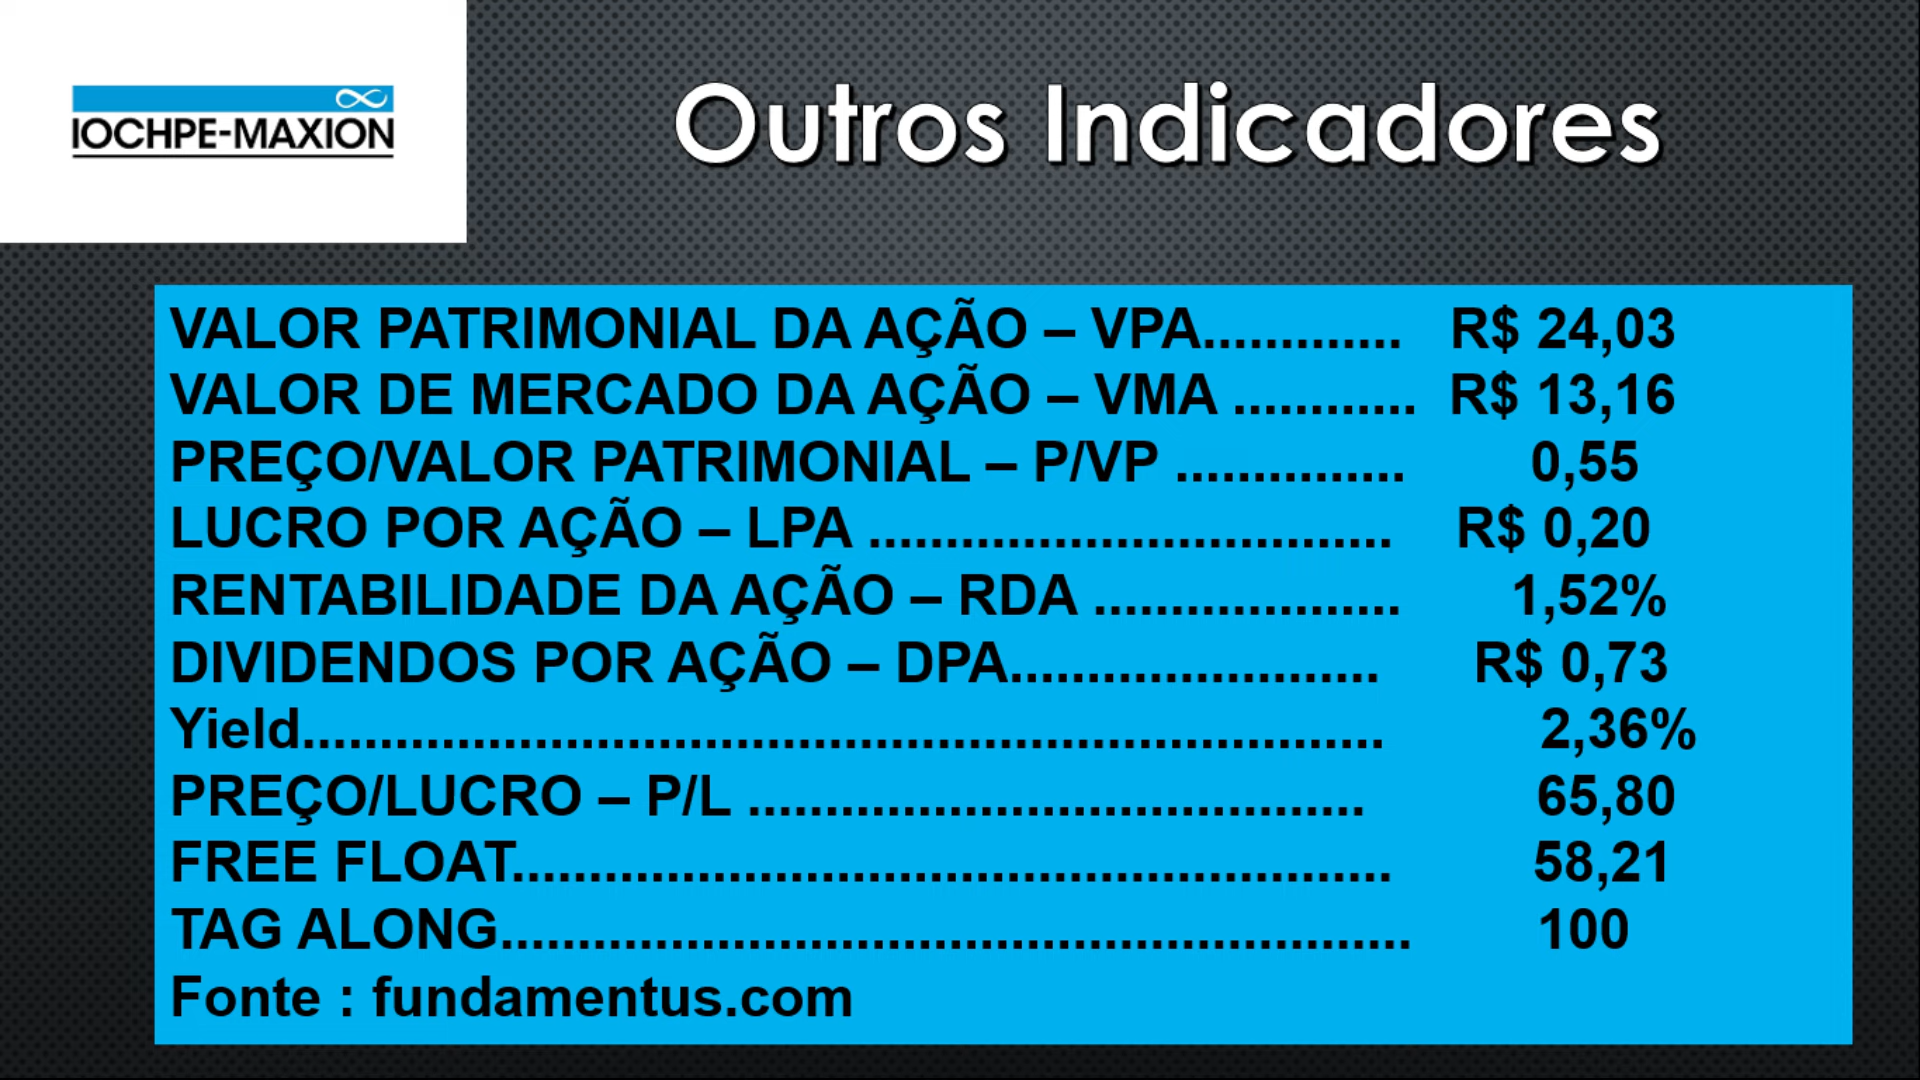 IOCHPE-MAXION
Outros Indicadores
VALOR PATRIMONIAL DA AÇÃO – VPA............. R$ 24,03
VALOR DE MERCADO DA AÇÃO – VMA ............ R$ 13,16
PREÇO/VALOR PATRIMONIAL – P/VP ............... 0,55
LUCRO POR AÇÃO – LPA .................................. R$ 0,20
RENTABILIDADE DA AÇÃO – RDA .................... 1,52%
DIVIDENDOS POR AÇÃO – DPA........................ R$ 0,73
Yield...................................................................... 2,36%
PREÇO/LUCRO – P/L ........................................ 65,80
FREE FLOAT......................................................... 58,21
TAG ALONG........................................................... 100
Fonte : fundamentus.com